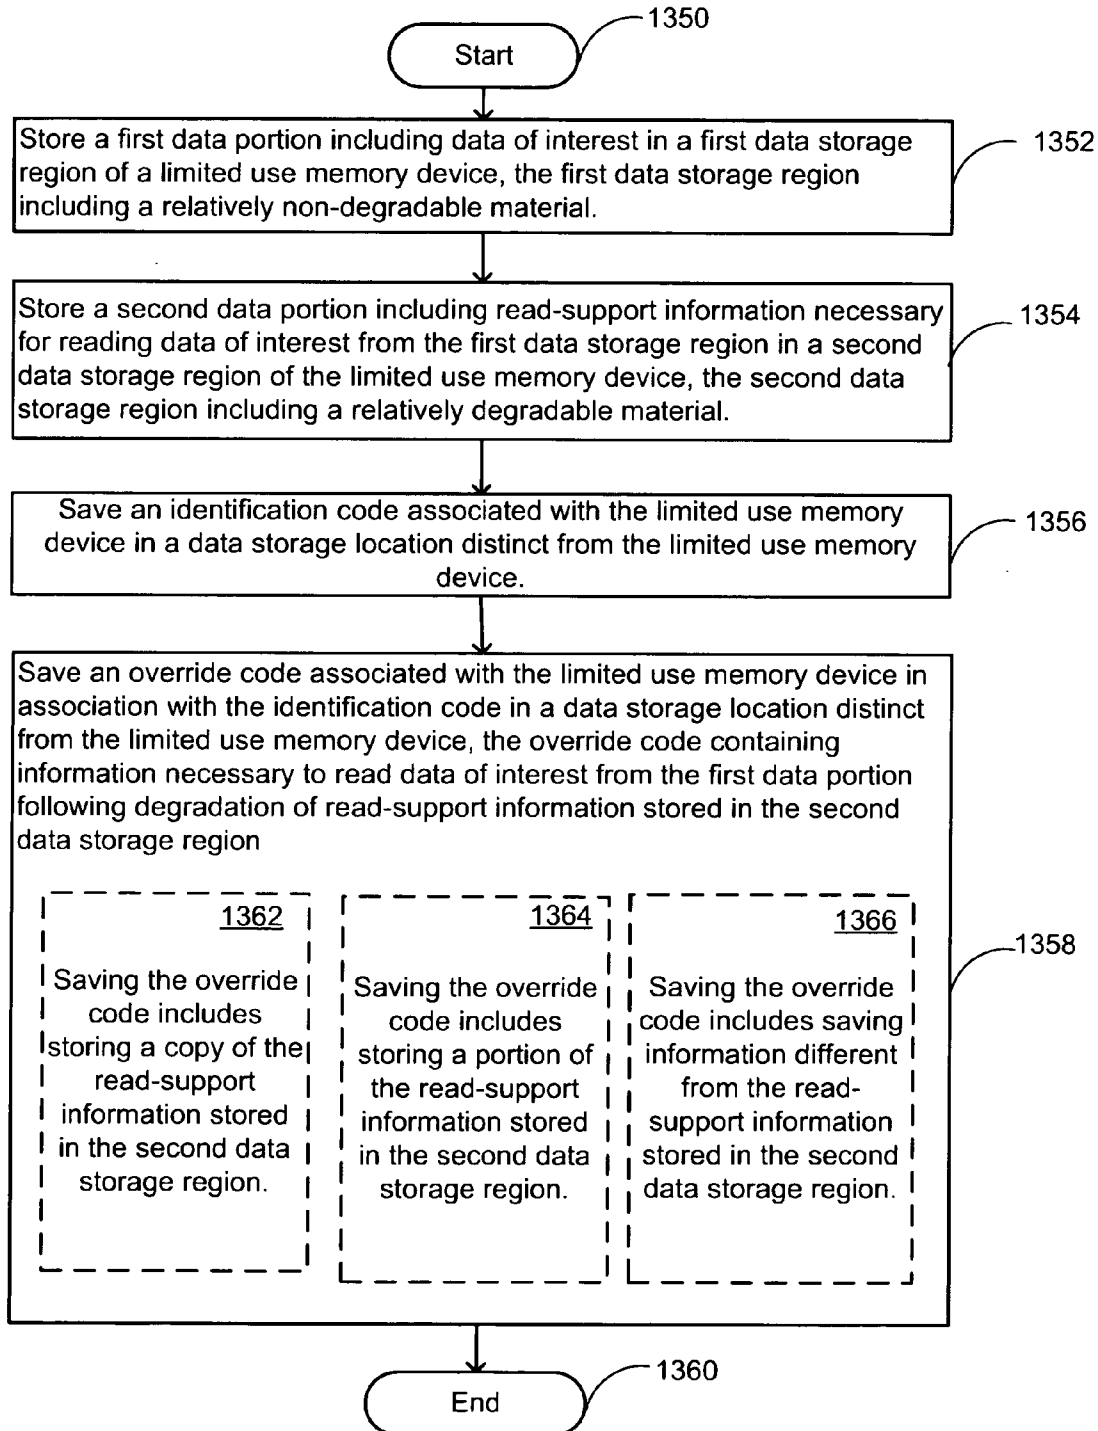 1350
Start
Store a first data portion including data of interest in a first data storage
region of a limited use memory device, the first data storage region
including a relatively non-degradable material.
1352
Store a second data portion including read-support information necessary
for reading data of interest from the first data storage region in a second
data storage region of the limited use memory device, the second data
storage region including a relatively degradable material.
1354
Save an identification code associated with the limited use memory
device in a data storage location distinct from the limited use memory
device.
1356
Save an override code associated with the limited use memory device in
association with the identification code in a data storage location distinct
from the limited use memory device, the override code containing
information necessary to read data of interest from the first data portion
following degradation of read-support information stored in the second
data storage region
1358
1362
Saving the override
code includes
storing a copy of the
read-support
information stored
in the second data
storage region.
1364
Saving the override
code includes
storing a portion of
the read-support
information stored
in the second data
storage region.
1366
Saving the override
code includes saving
information different
from the read-
support information
stored in the second
data storage region.
1360
End